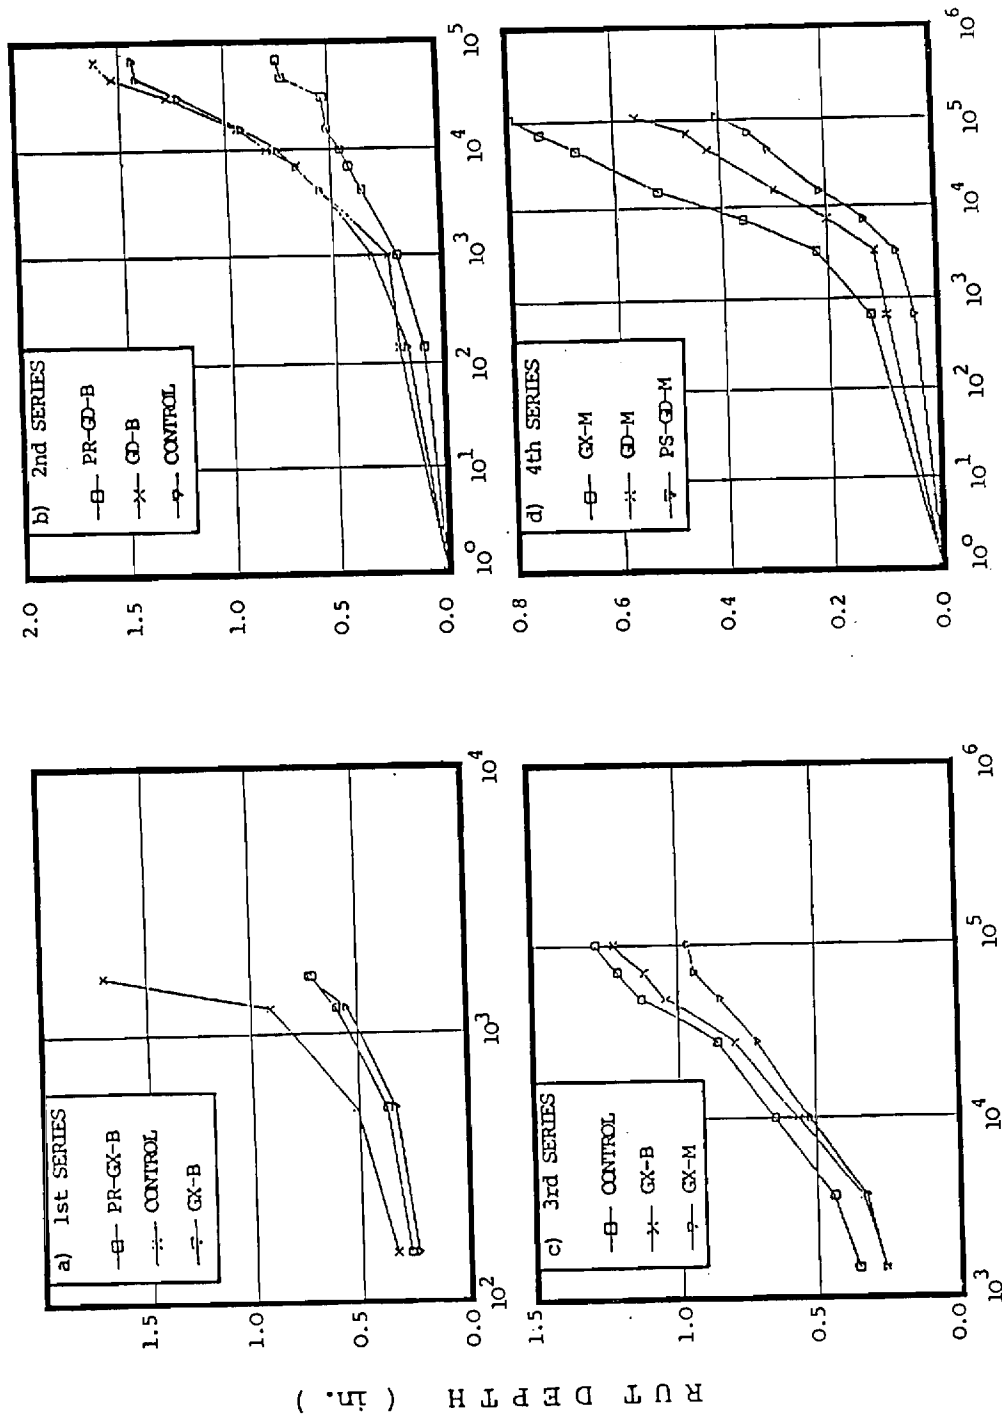 RUT DEPTH (in.)
a) 1st SERIES
PR-GX-B
CONTROL
GX-B
1.5
1.0
0.5
0.0
10^2
10^3
10^4
b) 2nd SERIES
PR-GD-B
GD-B
CONTROL
2.0
1.5
1.0
0.5
0.0
10^0
10^1
10^2
10^3
10^4
10^5
c) 3rd SERIES
CONTROL
GX-B
GX-M
1.5
1.0
0.5
0.0
10^3
10^4
10^5
10^6
d) 4th SERIES
GX-M
GD-M
PS-GD-M
0.8
0.6
0.4
0.2
0.0
10^0
10^1
10^2
10^3
10^4
10^5
10^6